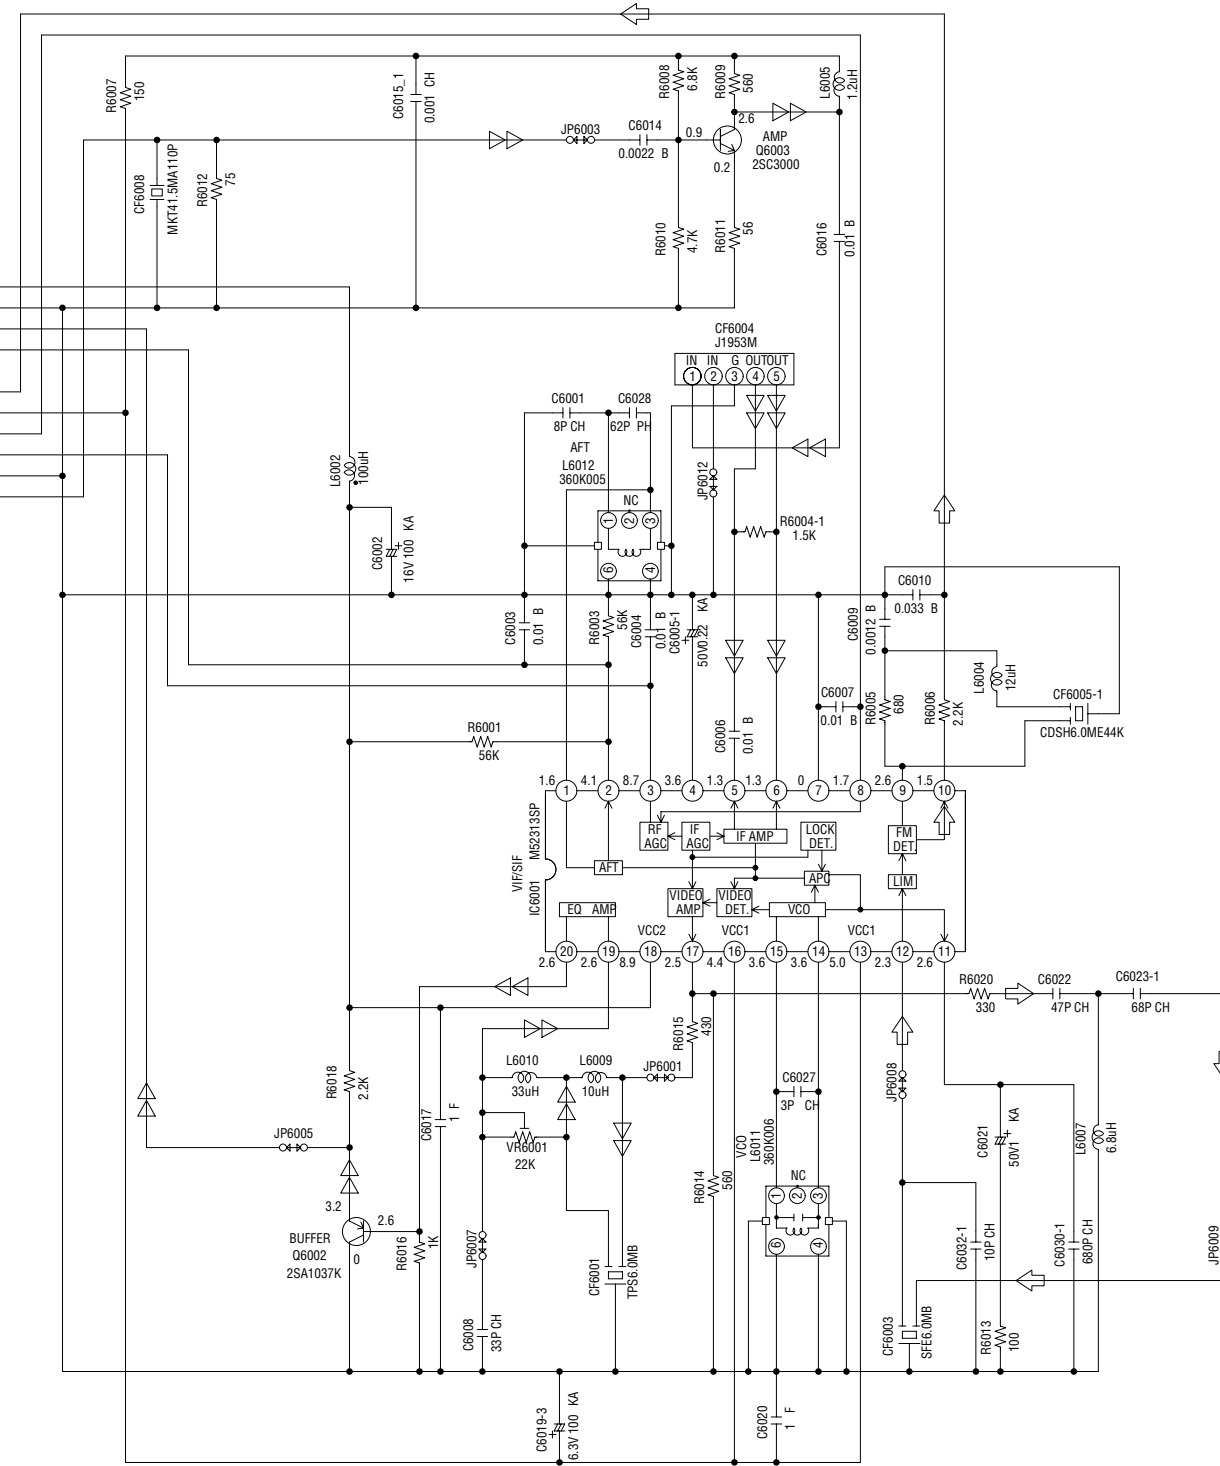 R6007
150
C6015_1
0.001 CH
R6008
6.8K
R6009
560
L6005
1.2uH
CF6008
MKT41.5MA110P
R6012
75
JP6003
C6014
0.0022 B
0.9
2.6
0.2
AMP
Q6003
2SC3000
R6010
4.7K
R6011
56
C6016
0.01 B
CF6004
J1953M
IN IN G OUT OUT
1 2 3 4 5
C6001
8P CH
C6028
62P PH
AFT
L6012
360K005
NC
1 2 3
6 4
L6002
100uH
C6002
16V 100 KA
JP6012
R6004-1
1.5K
C6003
0.01 B
R6003
56K
C6004
0.01 B
C6005-1
50V0.22 KA
C6009
0.0012 B
C6010
0.033 B
L6004
12uH
CF6005-1
CDSH6.0ME44K
R6001
56K
C6006
0.01 B
C6007
0.01 B
R6005
680
R6006
2.2K
1.6 4.1 8.7 3.6 1.3 1.3 0 1.7 2.6 1.5
1 2 3 4 5 6 7 8 9 10
VIF/SIF
IC6001
M52313SP
RF
AGC
IF
AGC
IF AMP
LOCK
DET.
FM
DET.
AFT
APC
LIM
EQ AMP
VIDEO
AMP
VIDEO
DET.
VCO
VCC2
VCC1
VCC1
20 19 18 17 16 15 14 13 12 11
2.6 2.6 8.9 2.5 4.4 3.6 3.6 5.0 2.3 2.6
R6020
330
C6022
47P CH
C6023-1
68P CH
R6015
430
L6010
33uH
L6009
10uH
JP6001
R6018
2.2K
C6017
1 F
VR6001
22K
C6027
3P CH
VCO
L6011
360K006
NC
1 2 3
6 4
R6014
560
JP6008
C6021
50V1 KA
L6007
6.8uH
JP6005
3.2
2.6
0
BUFFER
Q6002
2SA1037K
R6016
1K
JP6007
C6008
33P CH
CF6001
TPS6.0MB
C6032-1
10P CH
C6030-1
680P CH
JP6009
CF6003
SFE6.0MB
R6013
100
C6019-3
6.3V 100 KA
C6020
1 F